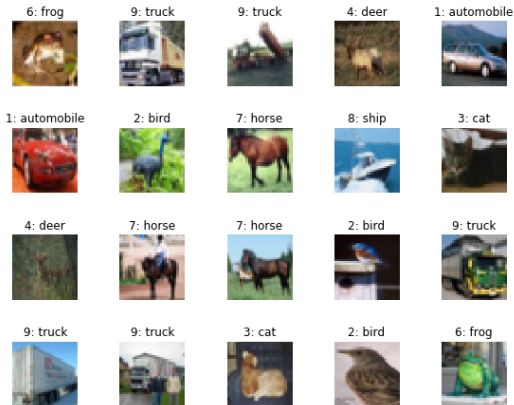 6: frog
9: truck
9: truck
4: deer
1: automobile
1: automobile
2: bird
7: horse
8: ship
3: cat
4: deer
7: horse
7: horse
2: bird
9: truck
9: truck
9: truck
3: cat
2: bird
6: frog